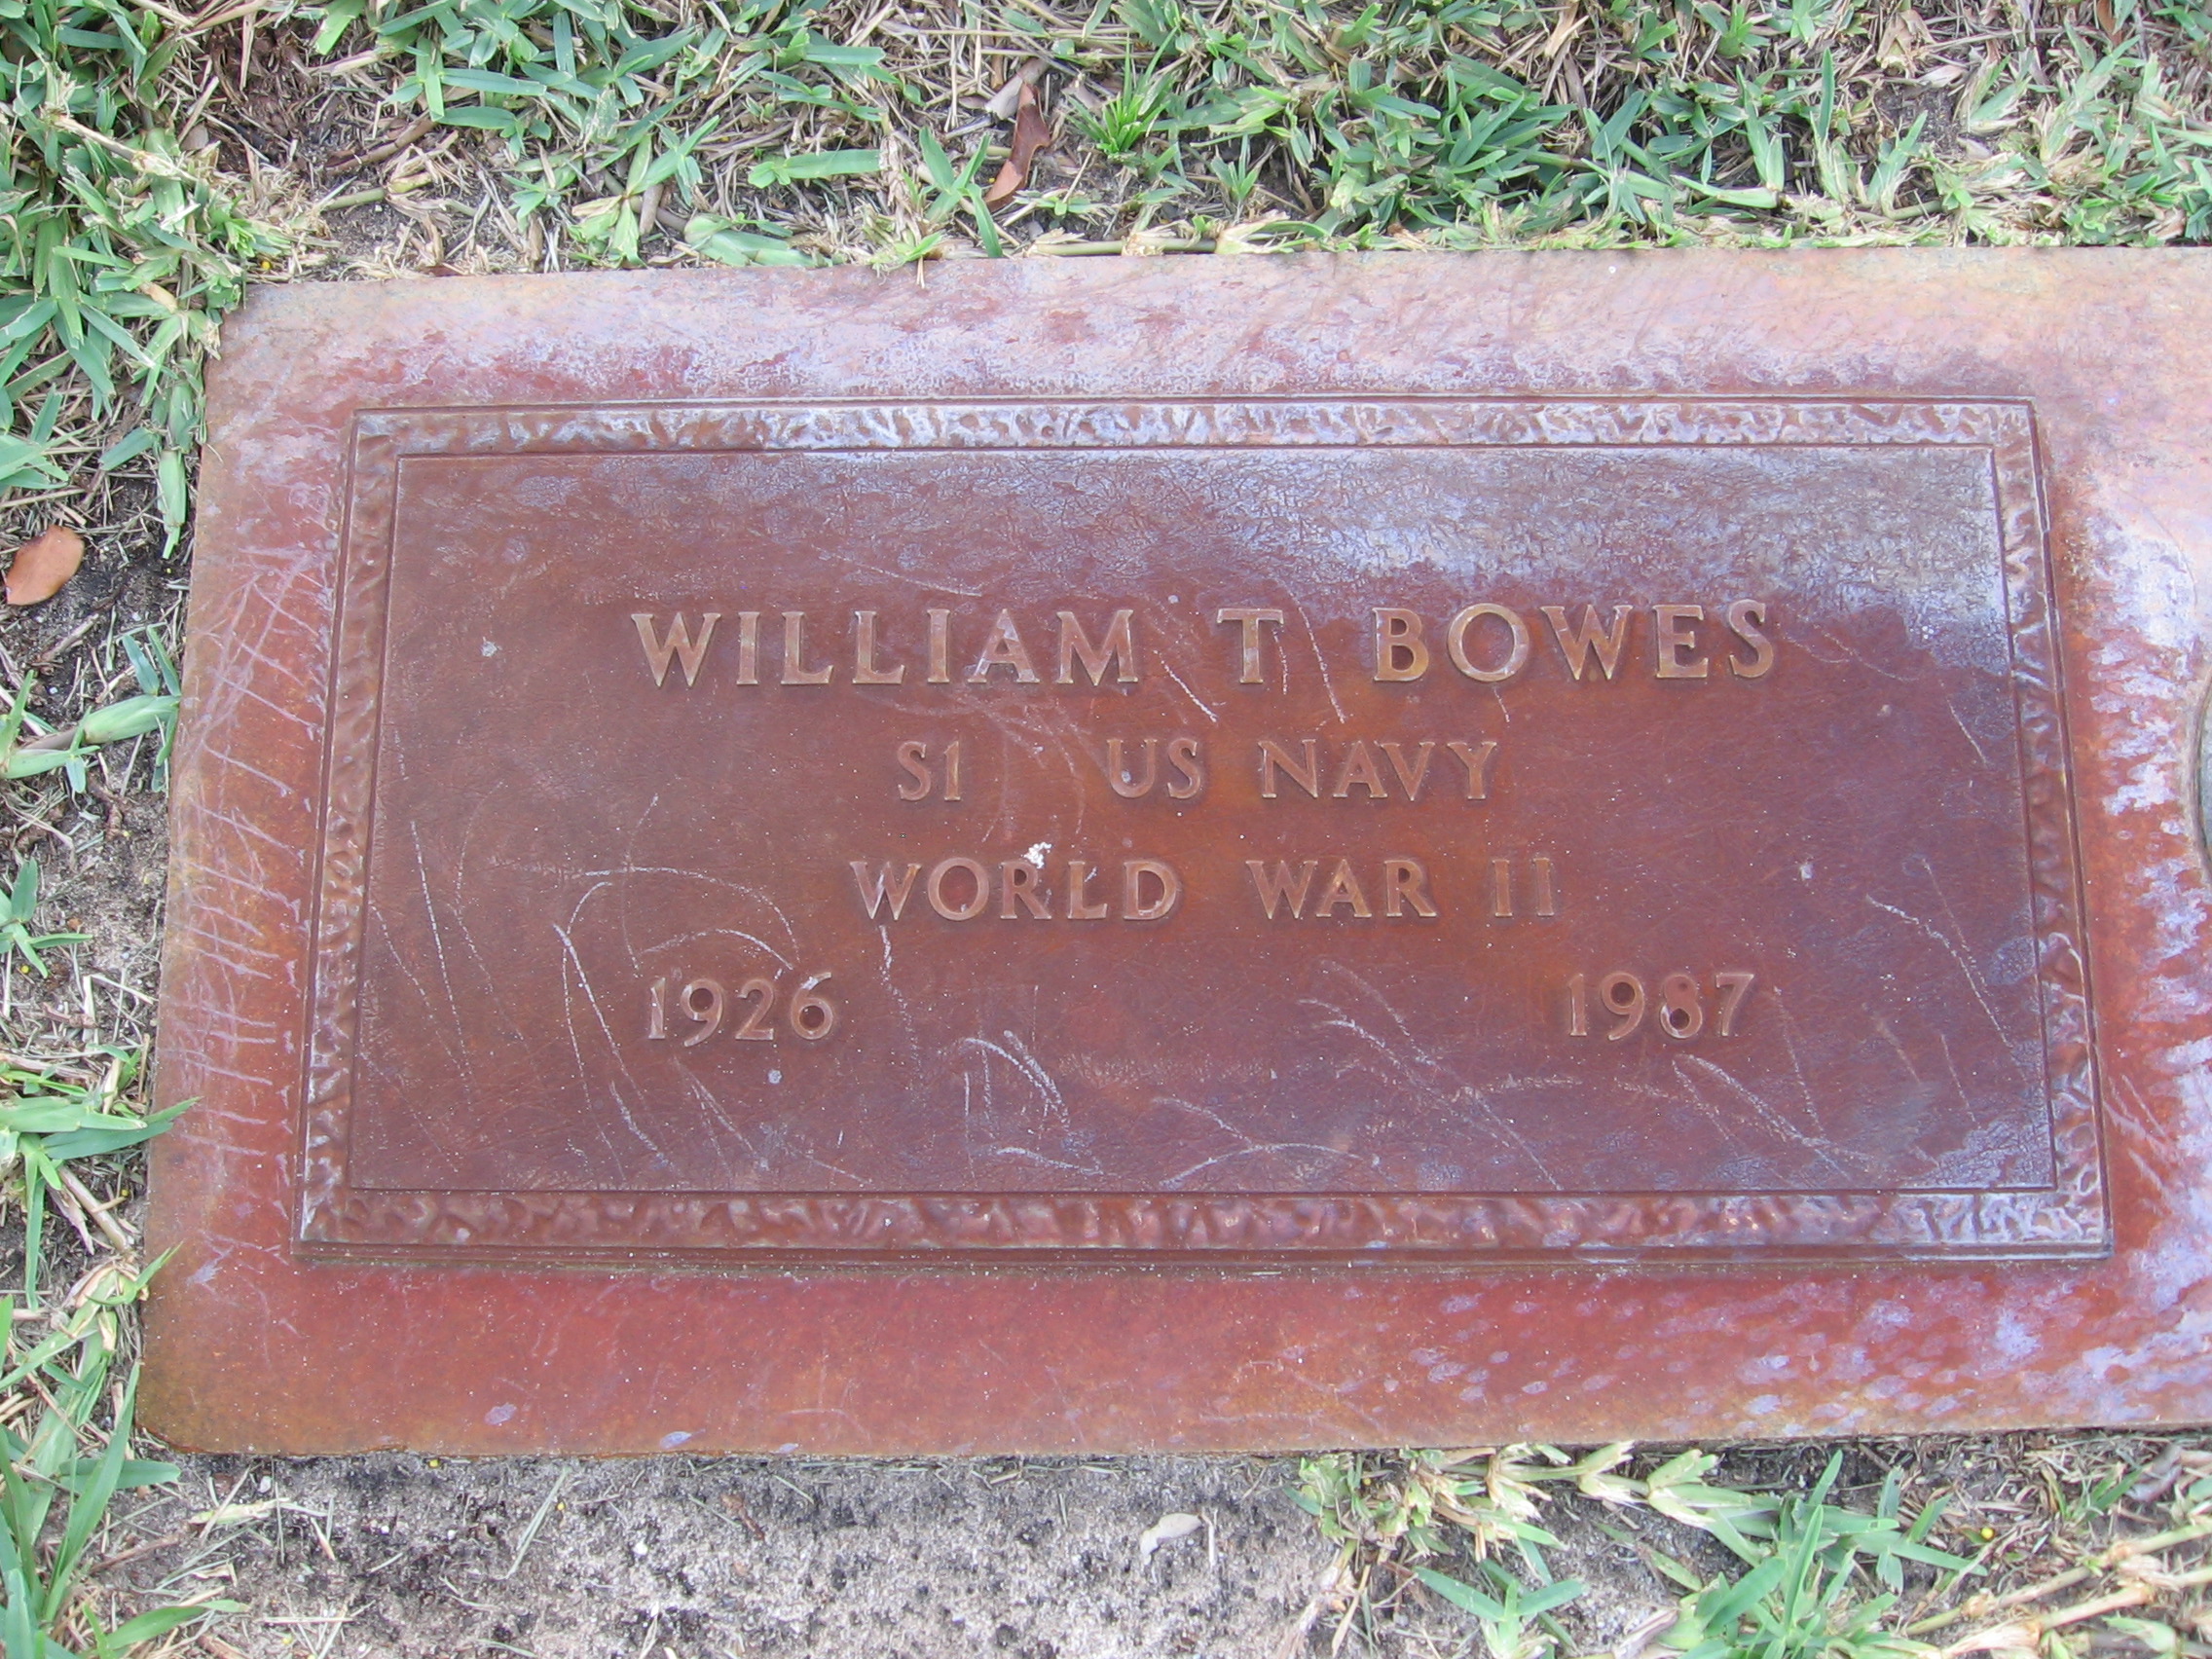 WILLIAM T BOWES
S1 US NAVY
WORLD WAR II
1926 1987